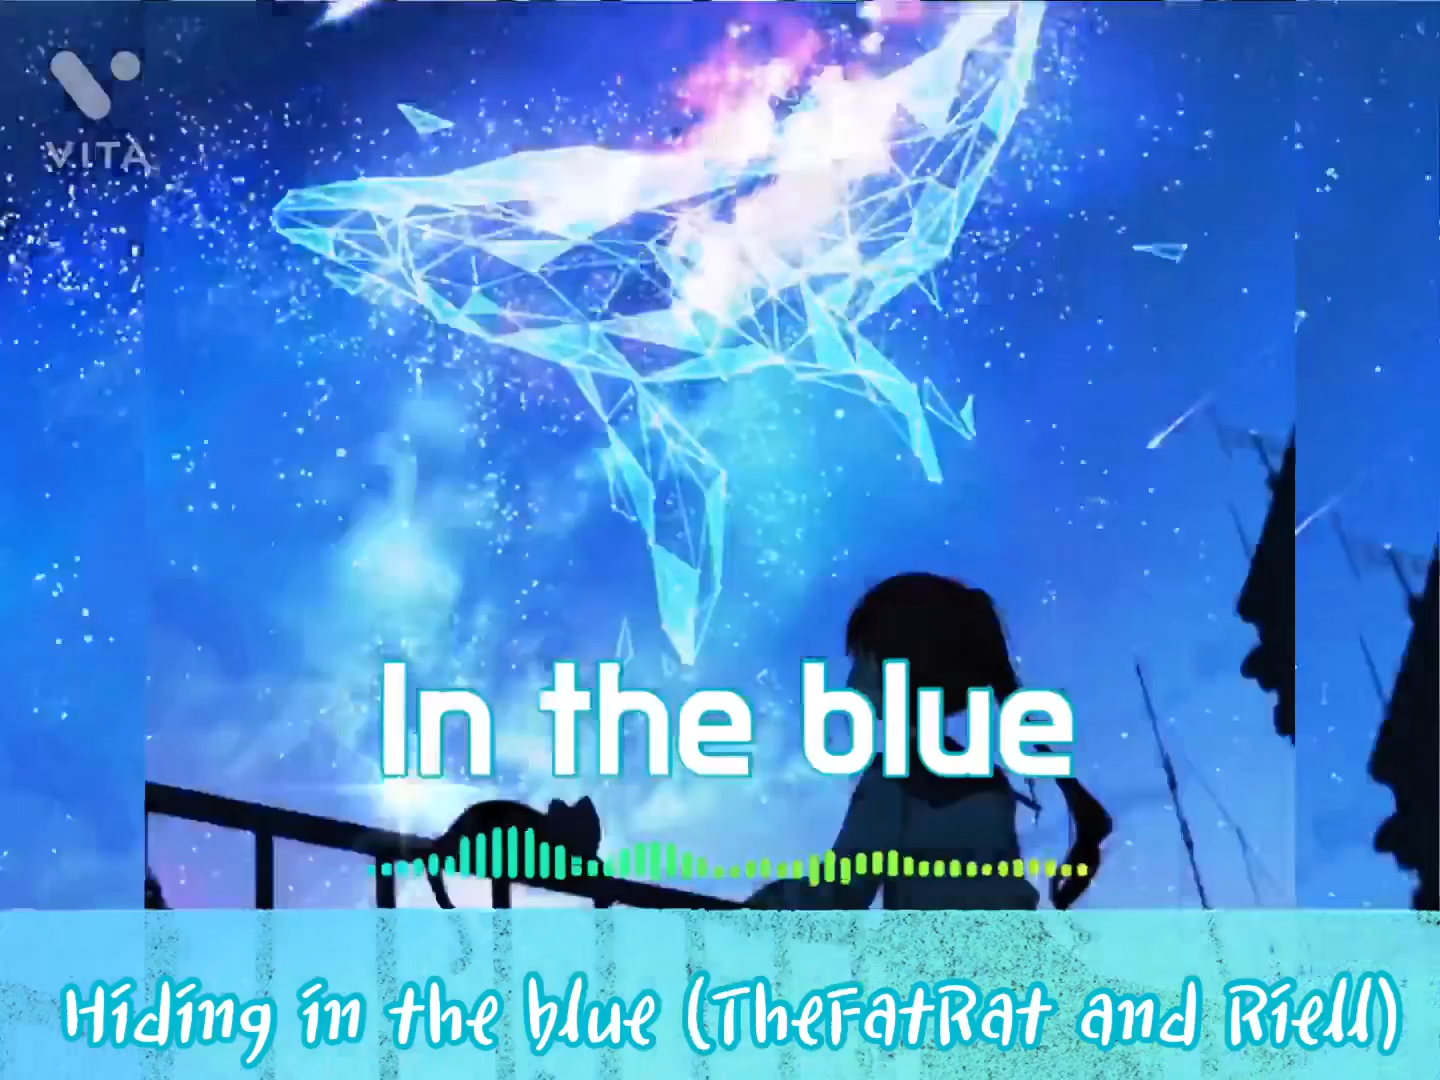 VITA
In the blue
Hiding in the blue (TheFatRat and Riell)